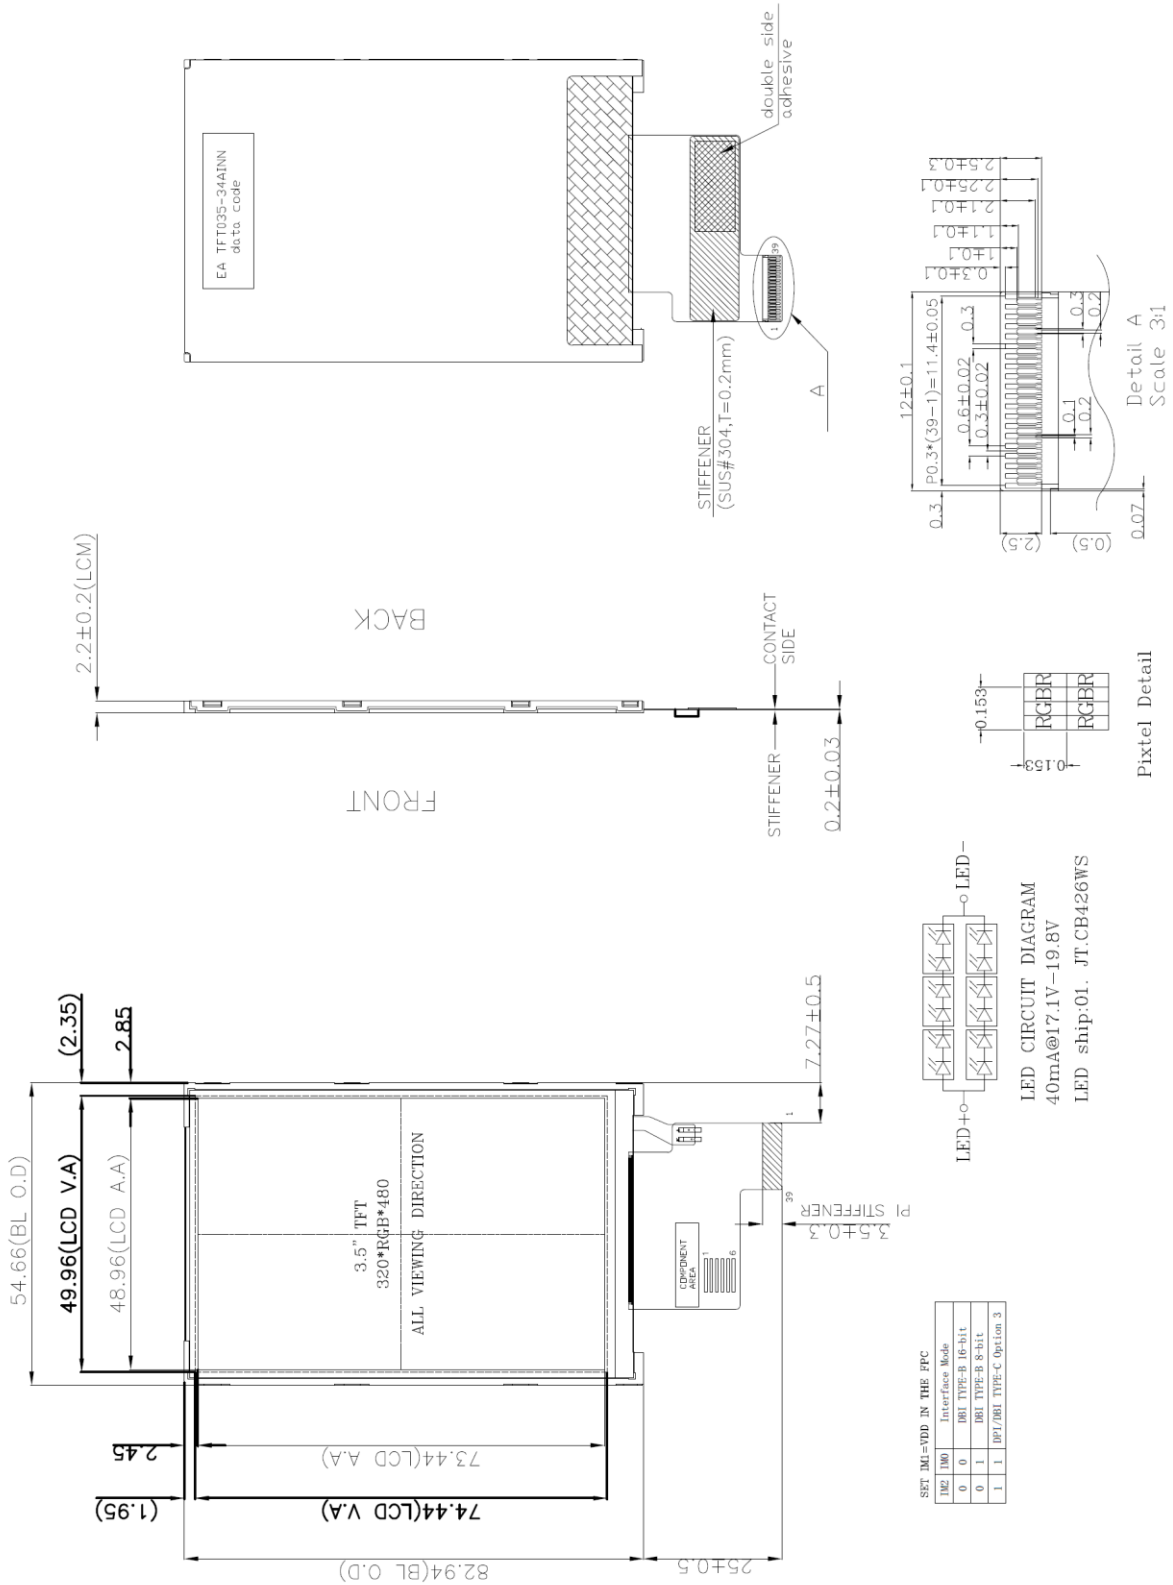 EA TFT035-34AINN
data code
double side
adhesive
STIFFENER
(SUS#304,T=0.2mm)
1
39
A
2.2±0.2(LCM)
BACK
FRONT
CONTACT
SIDE
STIFFENER
0.2±0.03
12±0.1
P0.3*(39-1)=11.4±0.05
0.6±0.02
0.3±0.02
0.3
0.3
0.3±0.1
1±0.1
1.1±0.1
2.1±0.1
2.25±0.1
2.5±0.3
(2.5)
(0.5)
0.07
0.1
0.2
0.3
0.2
Detail A
Scale 3:1
0.153
0.153
RGBR
RGBR
Pixtel Detail
54.66(BL O.D)
49.96(LCD V.A)
48.96(LCD A.A)
(2.35)
2.85
3.5" TFT
320*RGB*480
ALL VIEWING DIRECTION
2.45
(1.95)
73.44(LCD A.A)
74.44(LCD V.A)
82.94(BL O.D)
25±0.5
COMPONENT
AREA
1
6
39
1
7.27±0.5
3.5±0.3
PI STIFFENER
LED+
LED-
LED CIRCUIT DIAGRAM
40mA@17.1V-19.8V
LED ship:01. JT.CB426WS
SET IM1=VDD IN THE FPC
IM2 IM0 Interface Mode
0 0 DBI TYPE-B 16-bit
0 1 DBI TYPE-B 8-bit
1 1 DPI/DBI TYPE-C Option 3